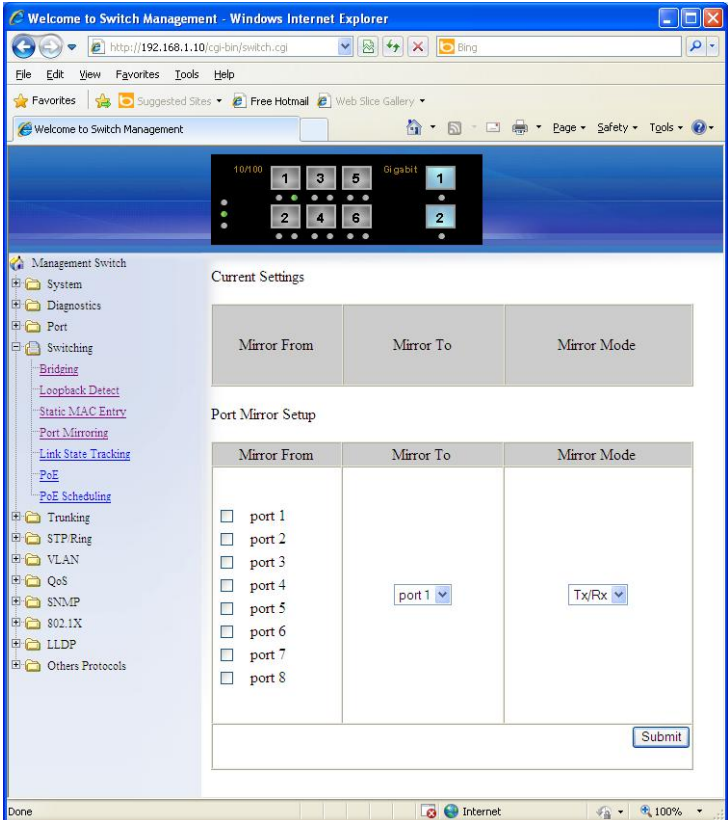 Welcome to Switch Management - Windows Internet Explorer
http://192.168.1.10/cgi-bin/switch.cgi
Bing
File Edit View Favorites Tools Help
Favorites Suggested Sites Free Hotmail Web Slice Gallery
Welcome to Switch Management Page Safety Tools
10/100 1 3 5 Gigabit 1
2 4 6 2
Management Switch
System
Diagnostics
Port
Switching
Bridging
Loopback Detect
Static MAC Entry
Port Mirroring
Link State Tracking
PoE
PoE Scheduling
Trunking
STP/Ring
VLAN
QoS
SNMP
802.1X
LLDP
Others Protocols
Current Settings
Mirror From Mirror To Mirror Mode
Port Mirror Setup
Mirror From Mirror To Mirror Mode
port 1
port 2
port 3
port 4
port 5
port 6
port 7
port 8
port 1
Tx/Rx
Submit
Done Internet 100%